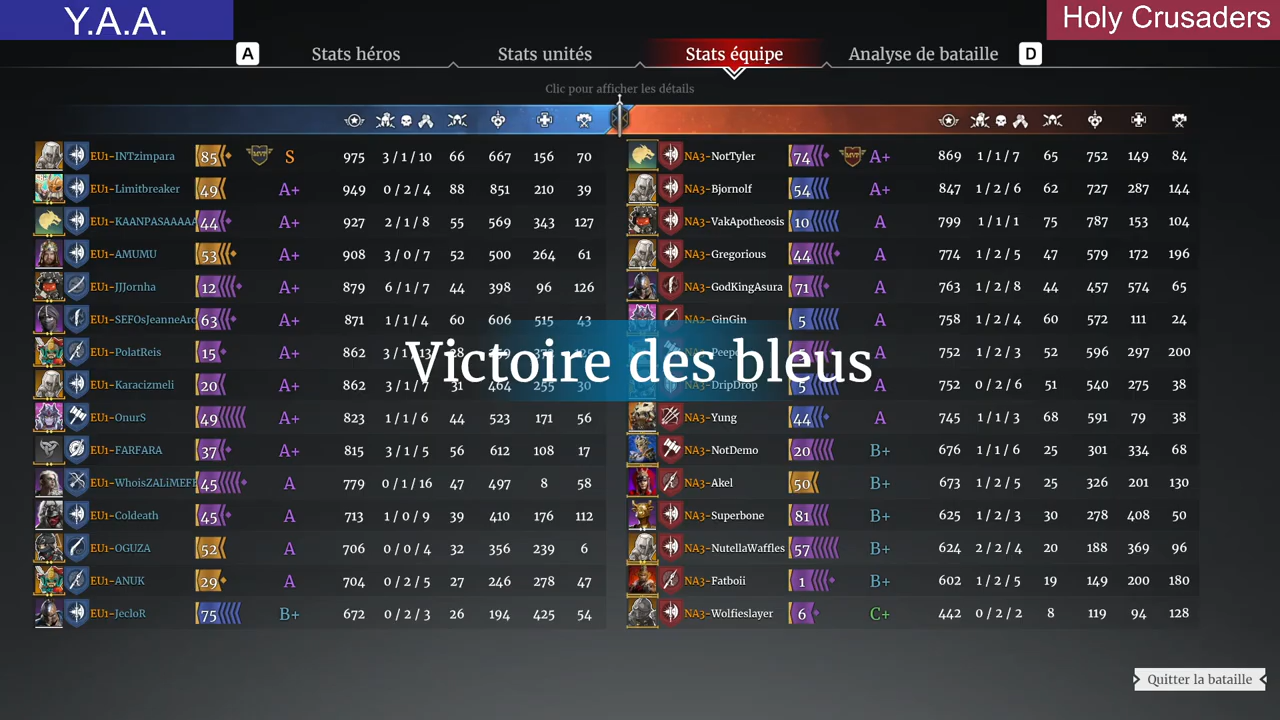 Y.A.A.
Holy Crusaders
A Stats héros Stats unités Stats équipe Analyse de bataille D
Clic pour afficher les détails
EU1-INTzimpara 85 MVP S 975 3 / 1 / 10 66 667 156 70
NA3-NotTyler 74 MVP A+ 869 1 / 1 / 7 65 752 149 84
EU1-Limitbreaker 49 A+ 949 0 / 2 / 4 88 851 210 39
NA3-Bjornolf 54 A+ 847 1 / 2 / 6 62 727 287 144
EU1-KAANPASAAAAA 44 A+ 927 2 / 1 / 8 55 569 343 127
NA3-VakApotheosis 10 A 799 1 / 1 / 1 75 787 153 104
EU1-AMUMU 53 A+ 908 3 / 0 / 7 52 500 264 61
NA3-Gregorious 44 A 774 1 / 2 / 5 47 579 172 196
EU1-JJJornha 12 A+ 879 6 / 1 / 7 44 398 96 126
NA3-GodKingAsura 71 A 763 1 / 2 / 8 44 457 574 65
EU1-SEFOsJeanneArc 63 A+ 871 1 / 1 / 4 60 606 515 43
NA2-GinGin 5 A 758 1 / 2 / 4 60 572 111 24
EU1-PolatReis 15 A+ 862 3 / 1 / 13 28
NA3-Peepo A 752 1 / 2 / 3 52 596 297 200
Victoire des bleus
EU1-Karacizmeli 20 A+ 862 3 / 1 / 7 31 464 255 30
NA3-DripDrop 5 A 752 0 / 2 / 6 51 540 275 38
EU1-OnurS 49 A+ 823 1 / 1 / 6 44 523 171 56
NA3-Yung 44 A 745 1 / 1 / 3 68 591 79 38
EU1-FARFARA 37 A+ 815 3 / 1 / 5 56 612 108 17
NA3-NotDemo 20 B+ 676 1 / 1 / 6 25 301 334 68
EU1-WhoisZALiMEFE 45 A 779 0 / 1 / 16 47 497 8 58
NA3-Akel 50 B+ 673 1 / 2 / 5 25 326 201 130
EU1-Coldeath 45 A 713 1 / 0 / 9 39 410 176 112
NA3-Superbone 81 B+ 625 1 / 2 / 3 30 278 408 50
EU1-OGUZA 52 A 706 0 / 0 / 4 32 356 239 6
NA3-NutellaWaffles 57 B+ 624 2 / 2 / 4 20 188 369 96
EU1-ANUK 29 A 704 0 / 2 / 5 27 246 278 47
NA3-Fatboii 1 B+ 602 1 / 2 / 5 19 149 200 180
EU1-JecloR 75 B+ 672 0 / 2 / 3 26 194 425 54
NA3-Wolfieslayer 6 C+ 442 0 / 2 / 2 8 119 94 128
Quitter la bataille